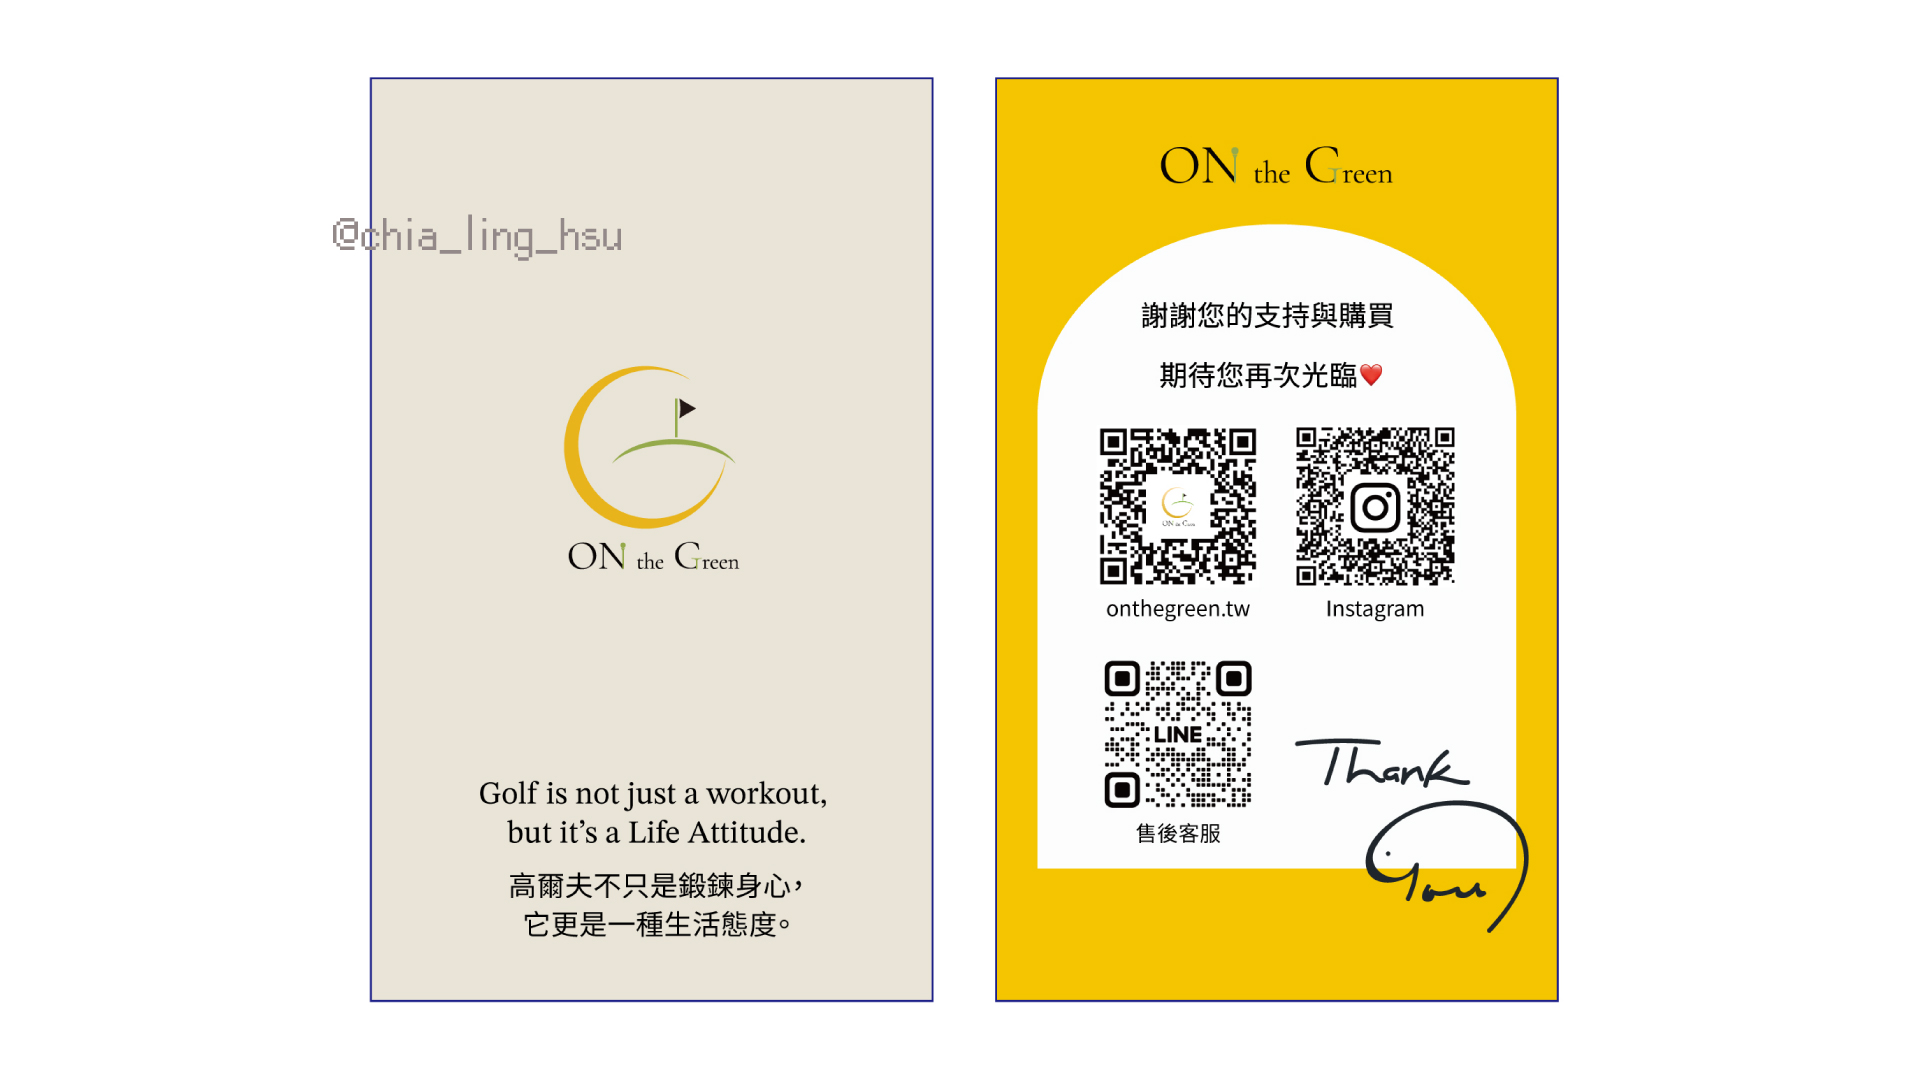 @chia_ling_hsu
ON the Green
Golf is not just a workout,
but it’s a Life Attitude.
高爾夫不只是鍛鍊身心，
它更是一種生活態度。
ON the Green
謝謝您的支持與購買
期待您再次光臨❤️
ON the Green
onthegreen.tw
Instagram
LINE
售後客服
Thank
You